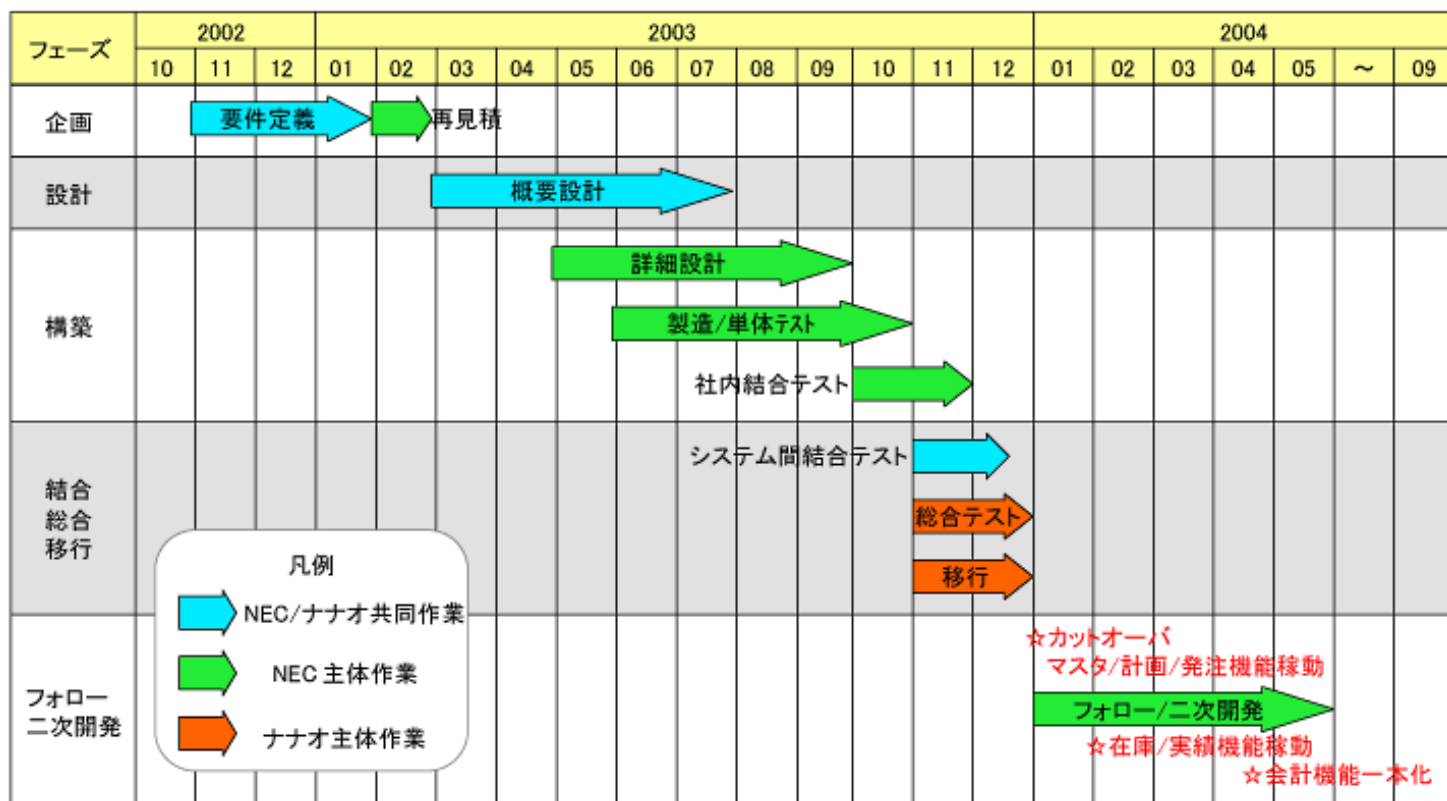 フェーズ
2002
2003
2004
10 11 12 01 02 03 04 05 06 07 08 09 10 11 12 01 02 03 04 05 ～ 09
企画
要件定義
再見積
設計
概要設計
構築
詳細設計
製造/単体テスト
社内結合テスト
結合
総合
移行
システム間結合テスト
総合テスト
移行
凡例
NEC/ナナオ共同作業
NEC 主体作業
ナナオ主体作業
フォロー
二次開発
☆カットオーバ
マスタ/計画/発注機能稼動
フォロー/二次開発
☆在庫/実績機能稼動
☆会計機能一本化